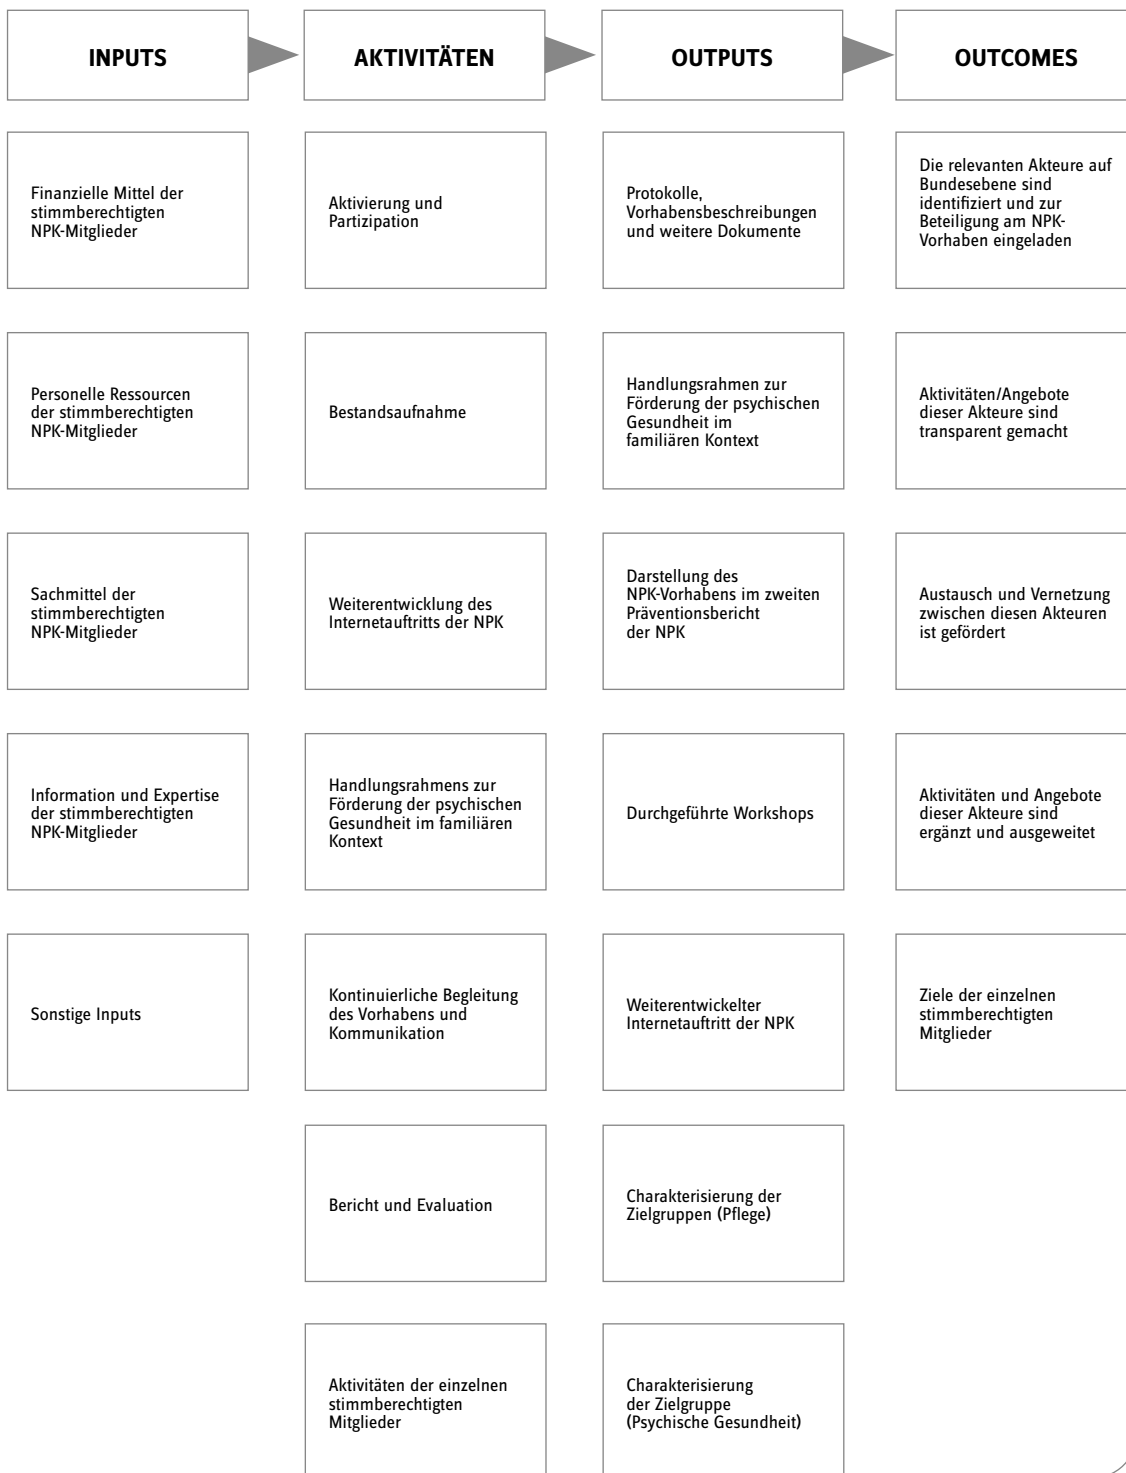 INPUTS
AKTIVITÄTEN
OUTPUTS
OUTCOMES
Finanzielle Mittel der
stimmberechtigten
NPK-Mitglieder
Aktivierung und
Partizipation
Protokolle,
Vorhabensbeschreibungen
und weitere Dokumente
Die relevanten Akteure auf
Bundesebene sind
identifiziert und zur
Beteiligung am NPK-
Vorhaben eingeladen
Personelle Ressourcen
der stimmberechtigten
NPK-Mitglieder
Bestandsaufnahme
Handlungsrahmen zur
Förderung der psychischen
Gesundheit im
familiären Kontext
Aktivitäten/Angebote
dieser Akteure sind
transparent gemacht
Sachmittel der
stimmberechtigten
NPK-Mitglieder
Weiterentwicklung des
Internetauftritts der NPK
Darstellung des
NPK-Vorhabens im zweiten
Präventionsbericht
der NPK
Austausch und Vernetzung
zwischen diesen Akteuren
ist gefördert
Information und Expertise
der stimmberechtigten
NPK-Mitglieder
Handlungsrahmens zur
Förderung der psychischen
Gesundheit im familiären
Kontext
Durchgeführte Workshops
Aktivitäten und Angebote
dieser Akteure sind
ergänzt und ausgeweitet
Sonstige Inputs
Kontinuierliche Begleitung
des Vorhabens und
Kommunikation
Weiterentwickelter
Internetauftritt der NPK
Ziele der einzelnen
stimmberechtigten
Mitglieder
Bericht und Evaluation
Charakterisierung der
Zielgruppen (Pflege)
Aktivitäten der einzelnen
stimmberechtigten
Mitglieder
Charakterisierung
der Zielgruppe
(Psychische Gesundheit)